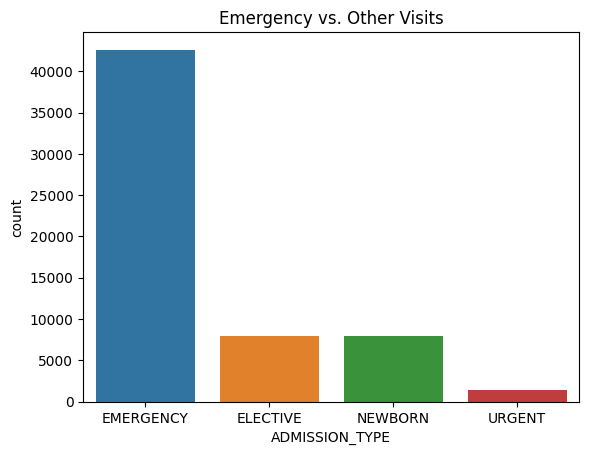 Emergency vs. Other Visits
40000
35000
30000
25000
20000
15000
10000
5000
0
count
EMERGENCY ELECTIVE NEWBORN URGENT
ADMISSION_TYPE